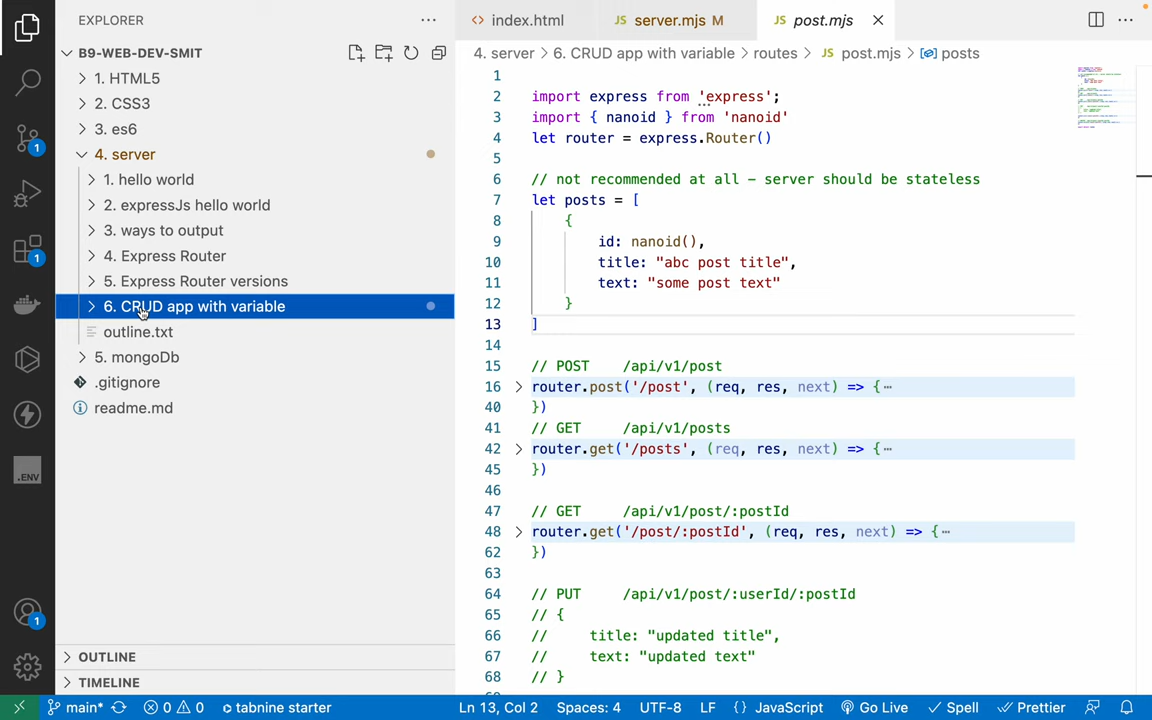 EXPLORER
B9-WEB-DEV-SMIT
1. HTML5
2. CSS3
3. es6
4. server
1. hello world
2. expressJs hello world
3. ways to output
4. Express Router
5. Express Router versions
6. CRUD app with variable
outline.txt
5. mongoDb
.gitignore
readme.md
OUTLINE
TIMELINE
1
1
1
.ENV
<> index.html JS server.mjs M JS post.mjs
4. server > 6. CRUD app with variable > routes > JS post.mjs > posts
1
2 import express from 'express';
3 import { nanoid } from 'nanoid'
4 let router = express.Router()
5
6 // not recommended at all – server should be stateless
7 let posts = [
8 {
9 id: nanoid(),
10 title: "abc post title",
11 text: "some post text"
12 }
13 ]
14
15 // POST /api/v1/post
16 router.post('/post', (req, res, next) => {…
40 })
41 // GET /api/v1/posts
42 router.get('/posts', (req, res, next) => {…
45 })
46
47 // GET /api/v1/post/:postId
48 router.get('/post/:postId', (req, res, next) => {…
62 })
63
64 // PUT /api/v1/post/:userId/:postId
65 // {
66 // title: "updated title",
67 // text: "updated text"
68 // }
main* 0 0 tabnine starter Ln 13, Col 2 Spaces: 4 UTF-8 LF {} JavaScript Go Live Spell Prettier